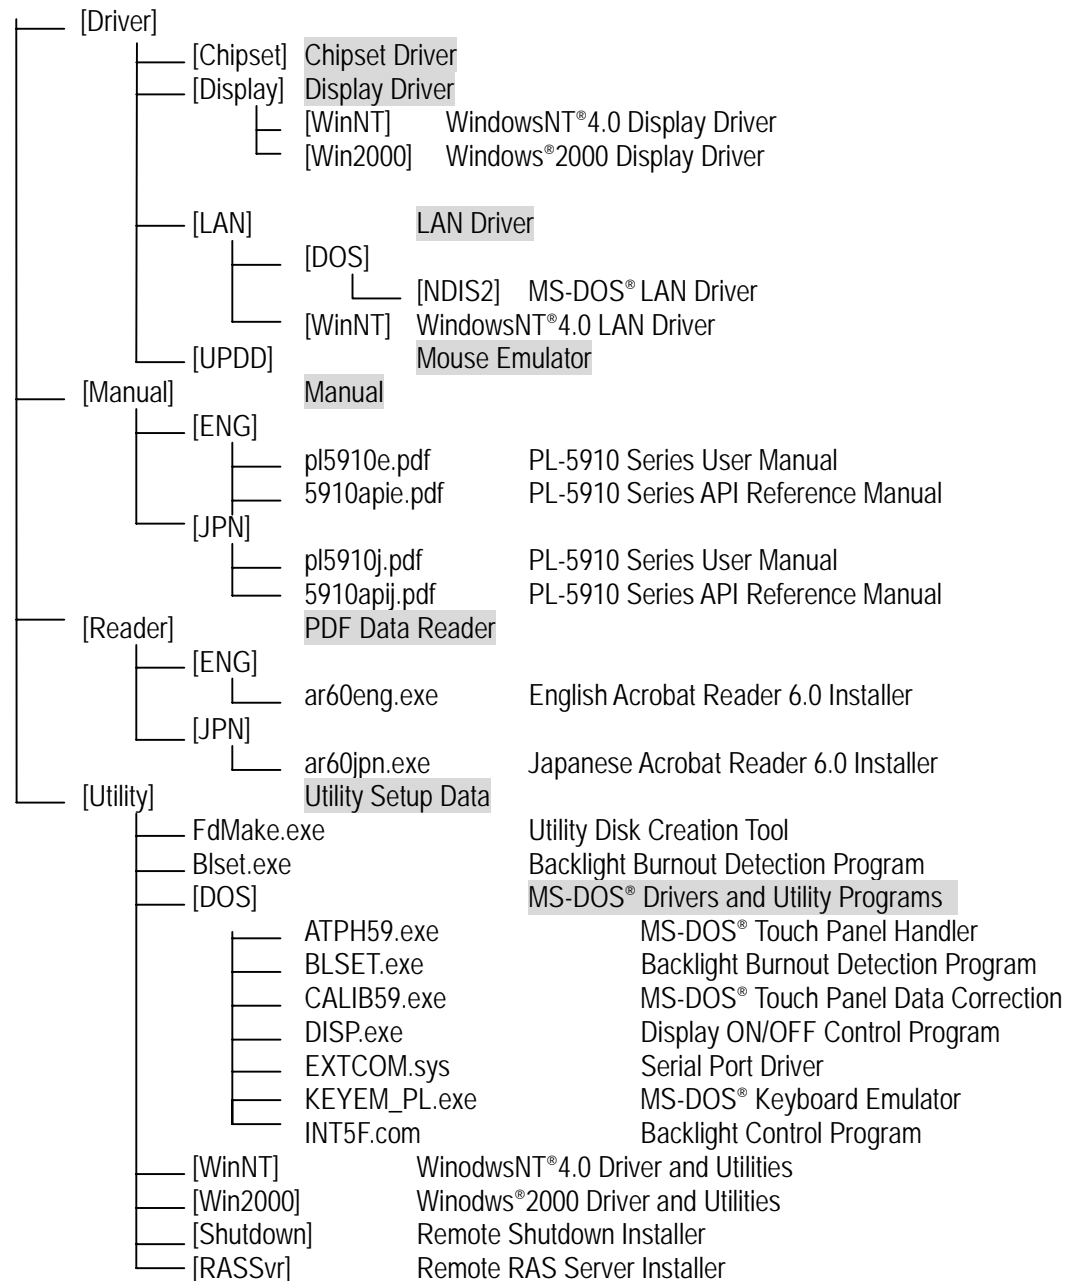 [Driver]
[Chipset] Chipset Driver
[Display] Display Driver
[WinNT] WindowsNT®4.0 Display Driver
[Win2000] Windows®2000 Display Driver
[LAN] LAN Driver
[DOS]
[NDIS2] MS-DOS® LAN Driver
[WinNT] WindowsNT®4.0 LAN Driver
[UPDD] Mouse Emulator
[Manual] Manual
[ENG]
pl5910e.pdf PL-5910 Series User Manual
5910apie.pdf PL-5910 Series API Reference Manual
[JPN]
pl5910j.pdf PL-5910 Series User Manual
5910apij.pdf PL-5910 Series API Reference Manual
[Reader] PDF Data Reader
[ENG]
ar60eng.exe English Acrobat Reader 6.0 Installer
[JPN]
ar60jpn.exe Japanese Acrobat Reader 6.0 Installer
[Utility] Utility Setup Data
FdMake.exe Utility Disk Creation Tool
Blset.exe Backlight Burnout Detection Program
[DOS] MS-DOS® Drivers and Utility Programs
ATPH59.exe MS-DOS® Touch Panel Handler
BLSET.exe Backlight Burnout Detection Program
CALIB59.exe MS-DOS® Touch Panel Data Correction
DISP.exe Display ON/OFF Control Program
EXTCOM.sys Serial Port Driver
KEYEM_PL.exe MS-DOS® Keyboard Emulator
INT5F.com Backlight Control Program
[WinNT] WinodwsNT®4.0 Driver and Utilities
[Win2000] Winodws®2000 Driver and Utilities
[Shutdown] Remote Shutdown Installer
[RASSvr] Remote RAS Server Installer